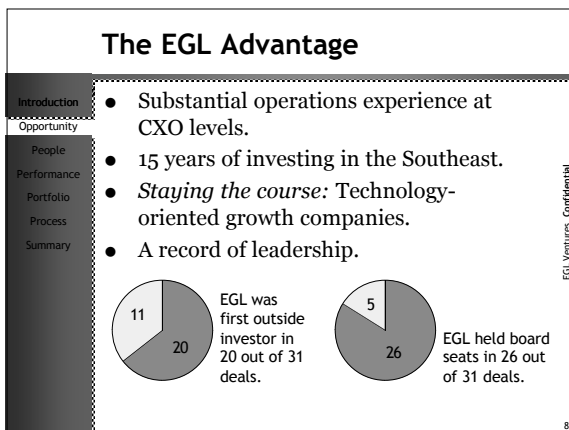 The EGL Advantage
Introduction
Opportunity
People
Performance
Portfolio
Process
Summary
● Substantial operations experience at
CXO levels.
● 15 years of investing in the Southeast.
● Staying the course: Technology-
oriented growth companies.
● A record of leadership.
11
20
EGL was
first outside
investor in
20 out of 31
deals.
5
26
EGL held board
seats in 26 out
of 31 deals.
EGL Ventures Confidential
8